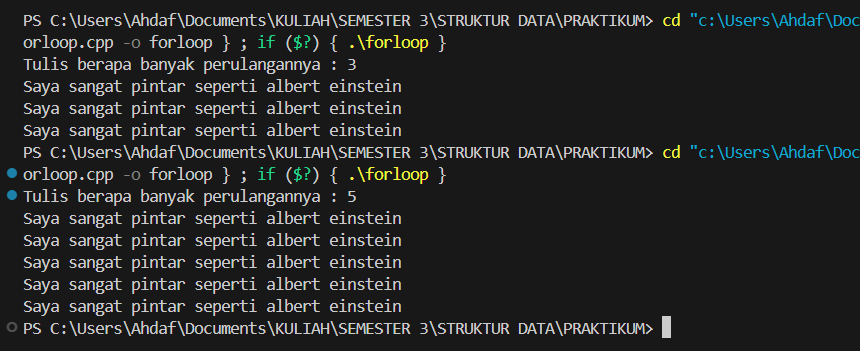 PS C:\Users\Ahdaf\Documents\KULIAH\SEMESTER 3\STRUKTUR DATA\PRAKTIKUM> cd "c:\Users\Ahdaf\Doc
orloop.cpp -o forloop } ; if ($?) { .\forloop }
Tulis berapa banyak perulangannya : 3
Saya sangat pintar seperti albert einstein
Saya sangat pintar seperti albert einstein
Saya sangat pintar seperti albert einstein
PS C:\Users\Ahdaf\Documents\KULIAH\SEMESTER 3\STRUKTUR DATA\PRAKTIKUM> cd "c:\Users\Ahdaf\Doc
orloop.cpp -o forloop } ; if ($?) { .\forloop }
Tulis berapa banyak perulangannya : 5
Saya sangat pintar seperti albert einstein
Saya sangat pintar seperti albert einstein
Saya sangat pintar seperti albert einstein
Saya sangat pintar seperti albert einstein
Saya sangat pintar seperti albert einstein
PS C:\Users\Ahdaf\Documents\KULIAH\SEMESTER 3\STRUKTUR DATA\PRAKTIKUM>